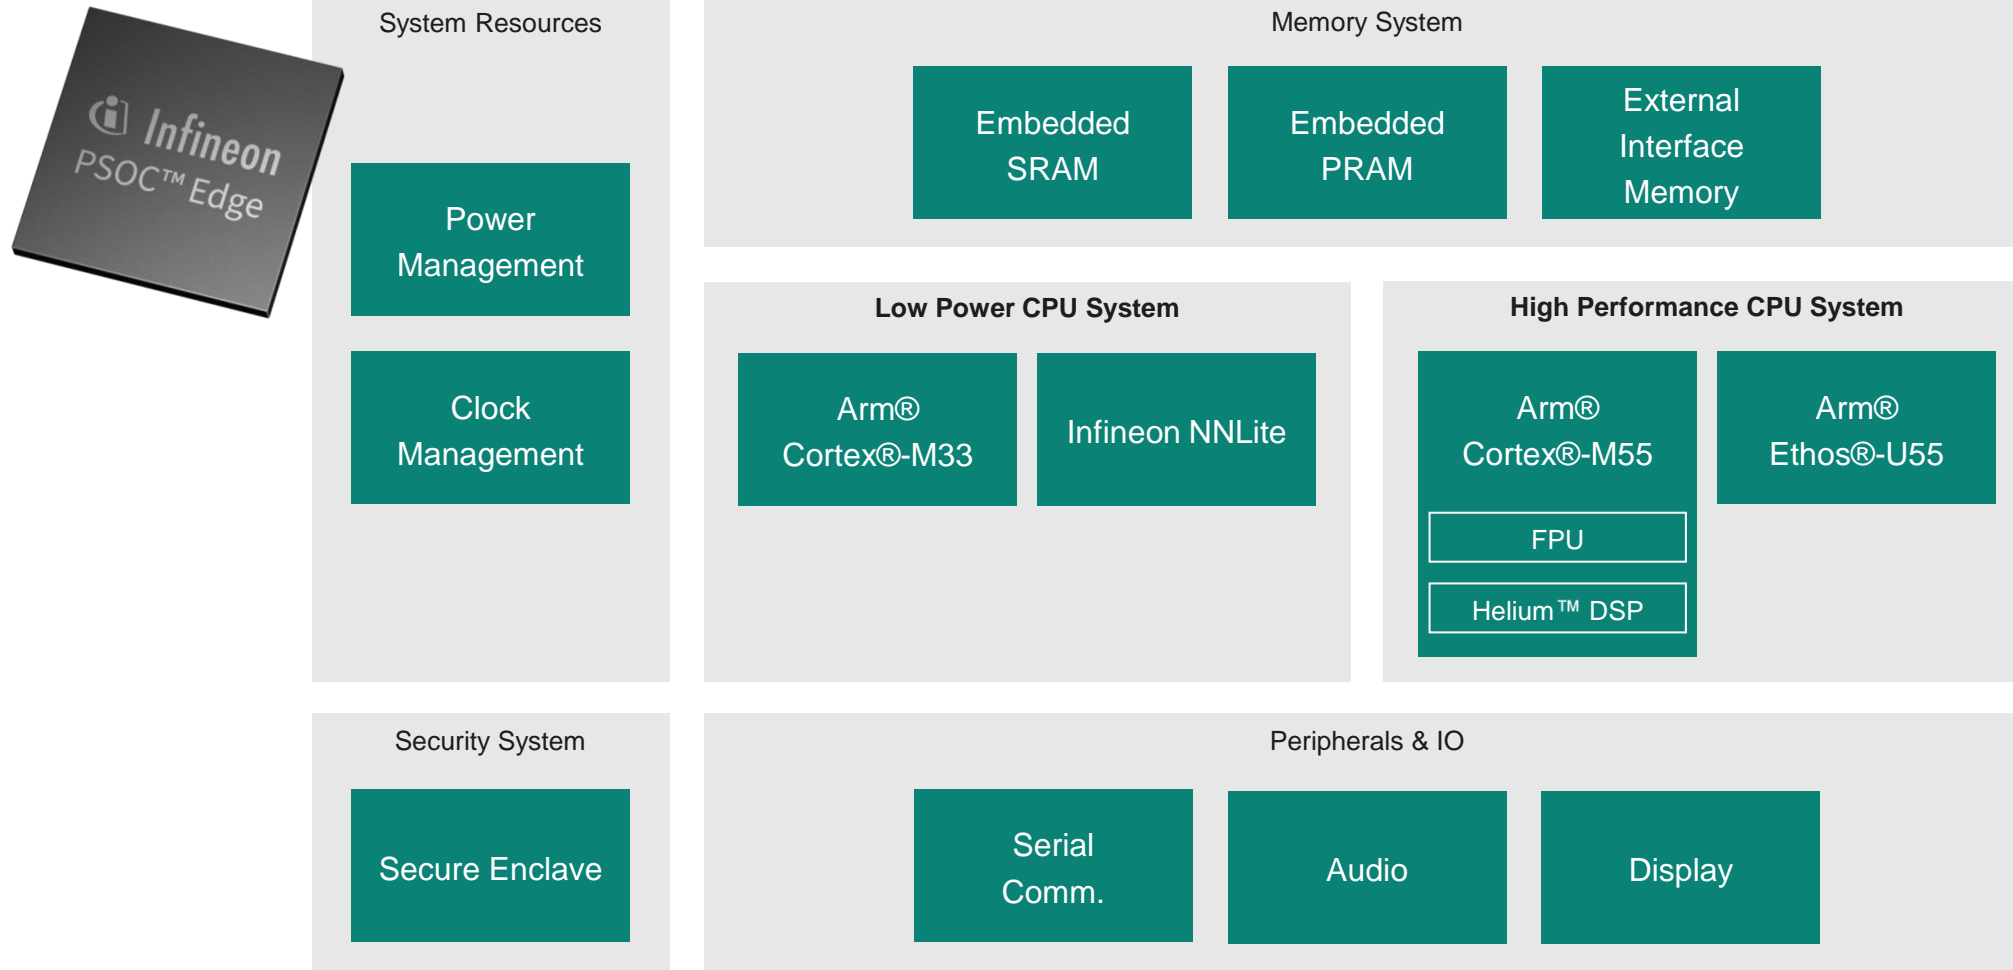 Infineon
PSOC™ Edge
System Resources
Power
Management
Clock
Management
Memory System
Embedded
SRAM
Embedded
PRAM
External
Interface
Memory
Low Power CPU System
Arm®
Cortex®-M33
Infineon NNLite
High Performance CPU System
Arm®
Cortex®-M55
FPU
Helium™ DSP
Arm®
Ethos®-U55
Security System
Secure Enclave
Peripherals & IO
Serial
Comm.
Audio
Display